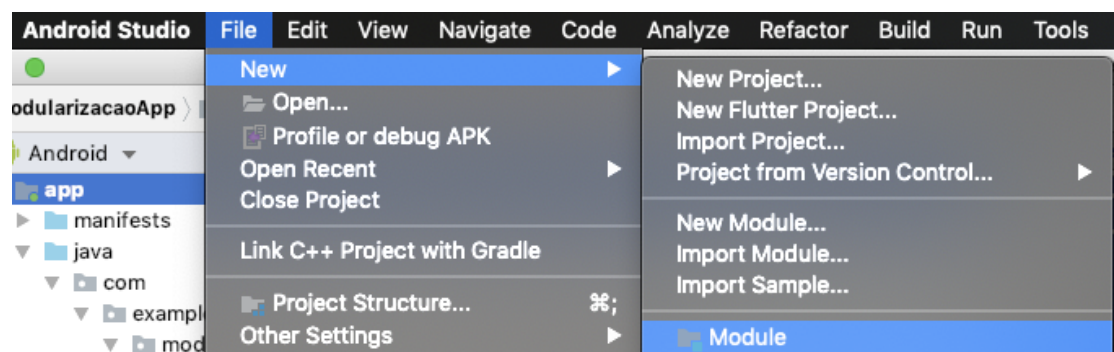 Android Studio File Edit View Navigate Code Analyze Refactor Build Run Tools
New
Open...
Profile or debug APK
Open Recent
Close Project
Link C++ Project with Gradle
Project Structure... ⌘;
Other Settings
New Project...
New Flutter Project...
Import Project...
Project from Version Control...
New Module...
Import Module...
Import Sample...
Module
odularizacaoApp
Android
app
manifests
java
com
exampl
mod